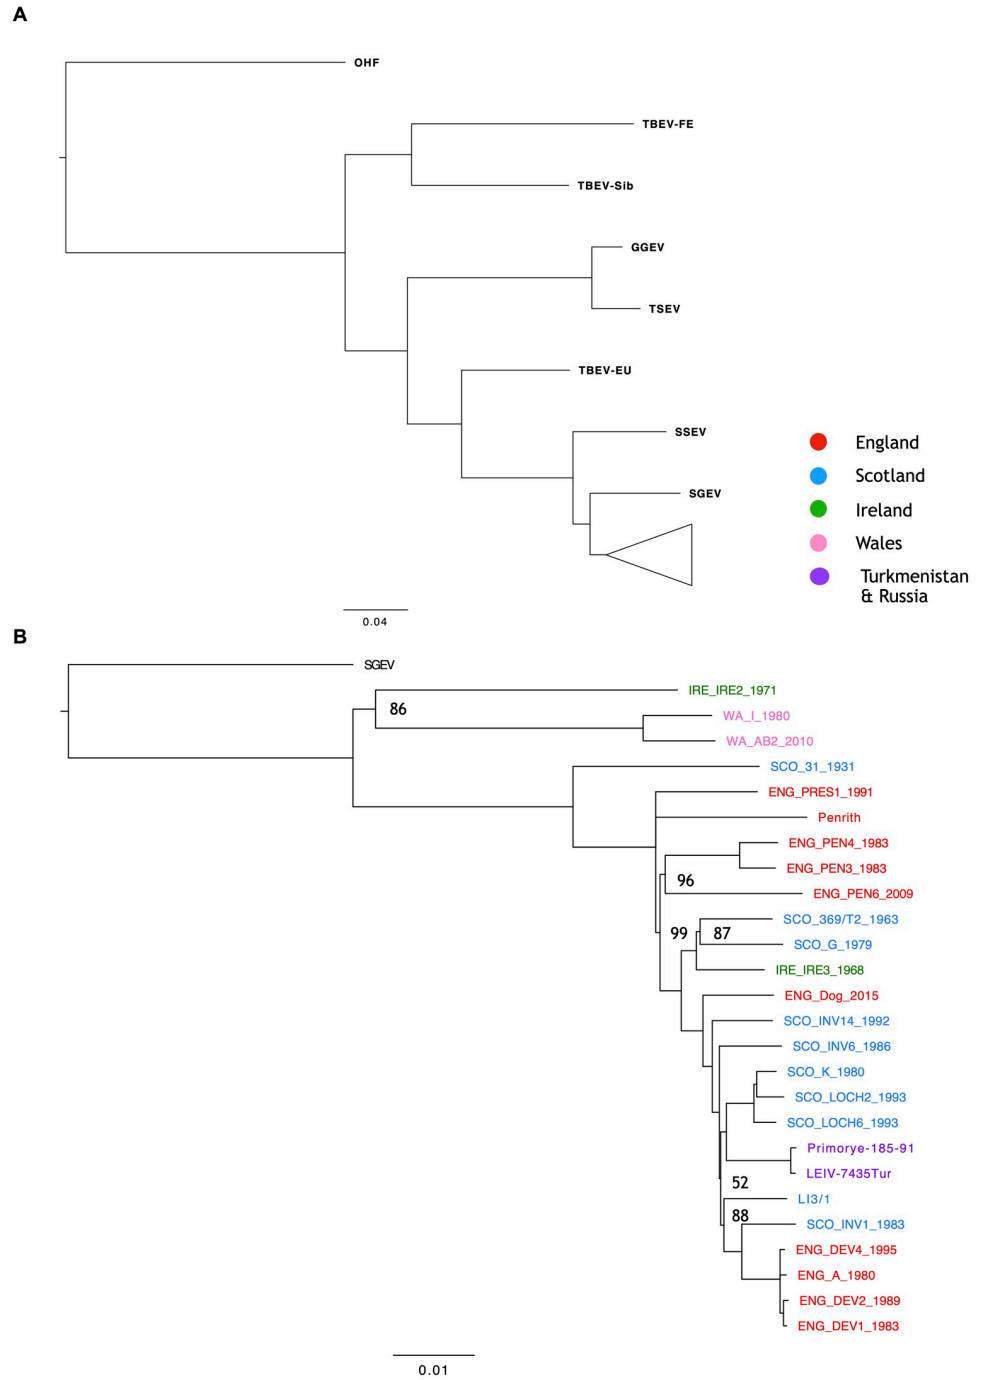 A
OHF
TBEV-FE
TBEV-Sib
GGEV
TSEV
TBEV-EU
SSEV
SGEV
England
Scotland
Ireland
Wales
Turkmenistan
& Russia
0.04
B
SGEV
IRE_IRE2_1971
86
WA_I_1980
WA_AB2_2010
SCO_31_1931
ENG_PRES1_1991
Penrith
ENG_PEN4_1983
ENG_PEN3_1983
96
ENG_PEN6_2009
SCO_369/T2_1963
99
87
SCO_G_1979
IRE_IRE3_1968
ENG_Dog_2015
SCO_INV14_1992
SCO_INV6_1986
SCO_K_1980
SCO_LOCH2_1993
SCO_LOCH6_1993
Primorye-185-91
LEIV-7435Tur
52
LI3/1
88
SCO_INV1_1983
ENG_DEV4_1995
ENG_A_1980
ENG_DEV2_1989
ENG_DEV1_1983
0.01